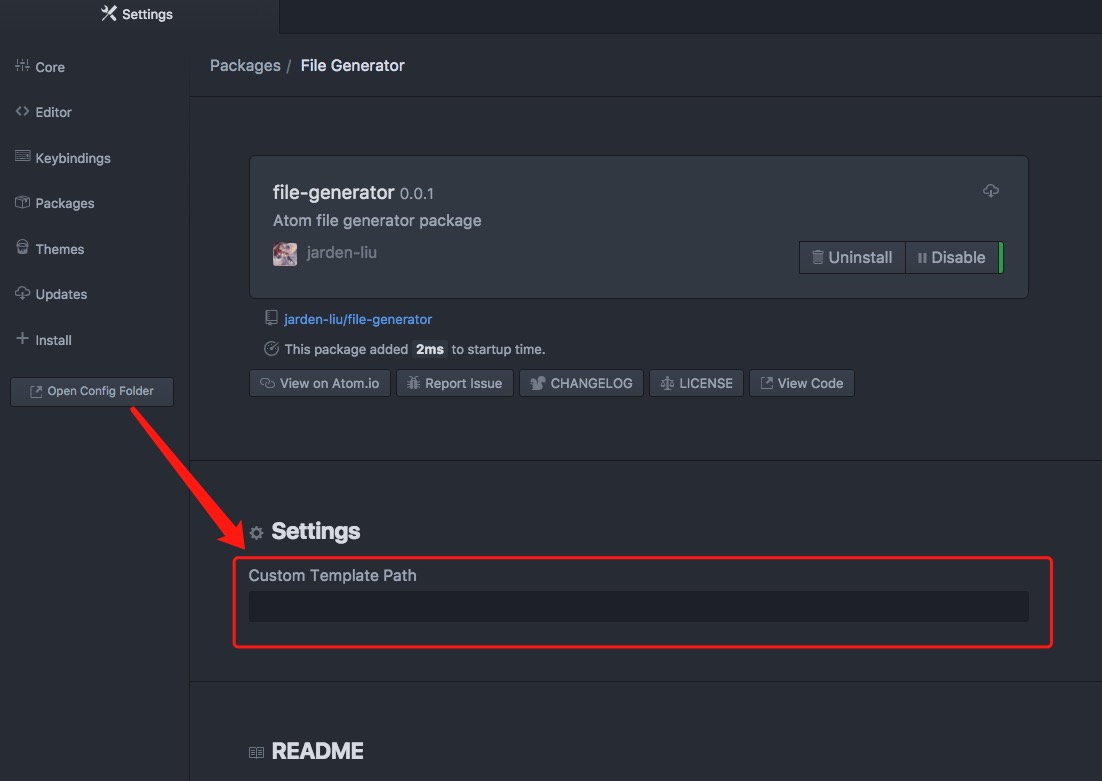 Settings
Core
Editor
Keybindings
Packages
Themes
Updates
Install
Open Config Folder
Packages / File Generator
file-generator 0.0.1
Atom file generator package
jarden-liu
Uninstall
Disable
jarden-liu/file-generator
This package added 2ms to startup time.
View on Atom.io
Report Issue
CHANGELOG
LICENSE
View Code
Settings
Custom Template Path
README